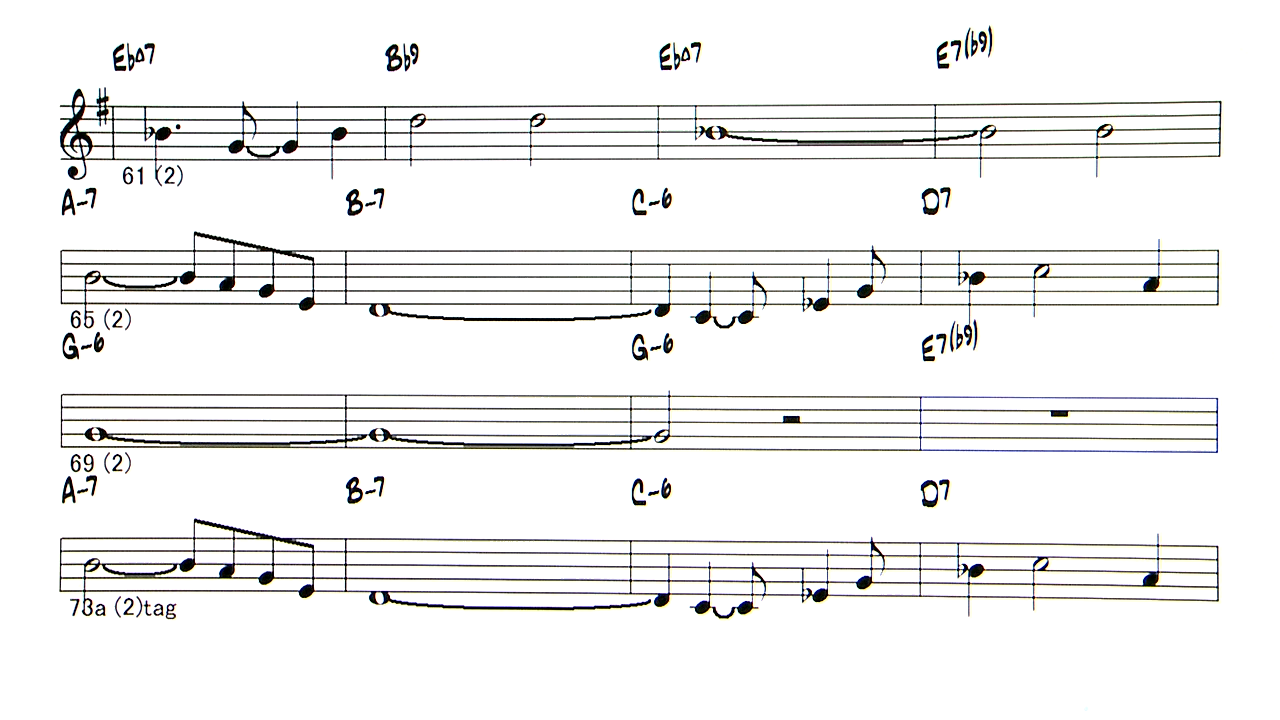 Eb△7 Bb9 Eb△7 E7(b9)
61 (2)
A-7 B-7 C-6 D7
65 (2)
G-6 G-6 E7(b9)
69 (2)
A-7 B-7 C-6 D7
73a (2)tag